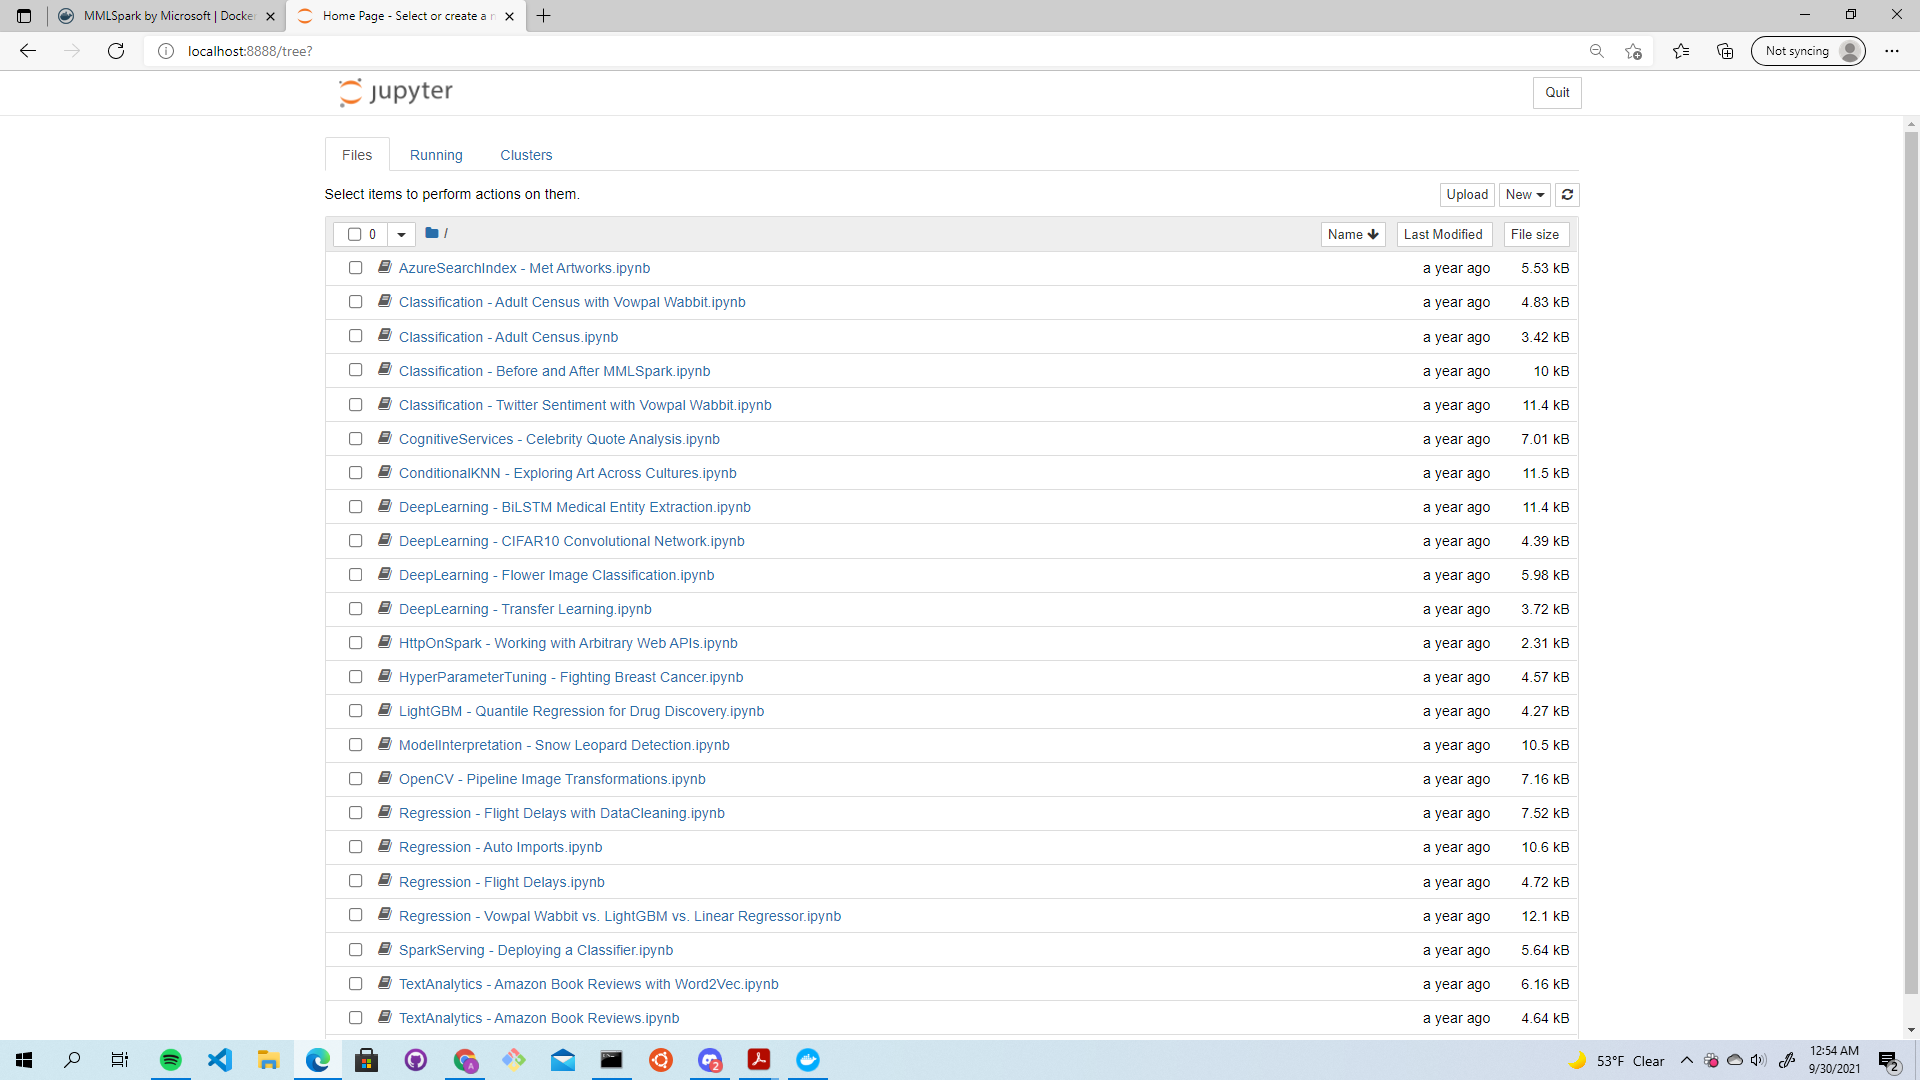 MMLSpark by Microsoft | Docke
Home Page - Select or create a n
localhost:8888/tree?
Not syncing
jupyter
Quit
Files Running Clusters
Select items to perform actions on them.
Upload New
0 / Name Last Modified File size
AzureSearchIndex - Met Artworks.ipynb a year ago 5.53 kB
Classification - Adult Census with Vowpal Wabbit.ipynb a year ago 4.83 kB
Classification - Adult Census.ipynb a year ago 3.42 kB
Classification - Before and After MMLSpark.ipynb a year ago 10 kB
Classification - Twitter Sentiment with Vowpal Wabbit.ipynb a year ago 11.4 kB
CognitiveServices - Celebrity Quote Analysis.ipynb a year ago 7.01 kB
ConditionalKNN - Exploring Art Across Cultures.ipynb a year ago 11.5 kB
DeepLearning - BiLSTM Medical Entity Extraction.ipynb a year ago 11.4 kB
DeepLearning - CIFAR10 Convolutional Network.ipynb a year ago 4.39 kB
DeepLearning - Flower Image Classification.ipynb a year ago 5.98 kB
DeepLearning - Transfer Learning.ipynb a year ago 3.72 kB
HttpOnSpark - Working with Arbitrary Web APIs.ipynb a year ago 2.31 kB
HyperParameterTuning - Fighting Breast Cancer.ipynb a year ago 4.57 kB
LightGBM - Quantile Regression for Drug Discovery.ipynb a year ago 4.27 kB
ModelInterpretation - Snow Leopard Detection.ipynb a year ago 10.5 kB
OpenCV - Pipeline Image Transformations.ipynb a year ago 7.16 kB
Regression - Flight Delays with DataCleaning.ipynb a year ago 7.52 kB
Regression - Auto Imports.ipynb a year ago 10.6 kB
Regression - Flight Delays.ipynb a year ago 4.72 kB
Regression - Vowpal Wabbit vs. LightGBM vs. Linear Regressor.ipynb a year ago 12.1 kB
SparkServing - Deploying a Classifier.ipynb a year ago 5.64 kB
TextAnalytics - Amazon Book Reviews with Word2Vec.ipynb a year ago 6.16 kB
TextAnalytics - Amazon Book Reviews.ipynb a year ago 4.64 kB
53°F Clear
12:54 AM
9/30/2021
2